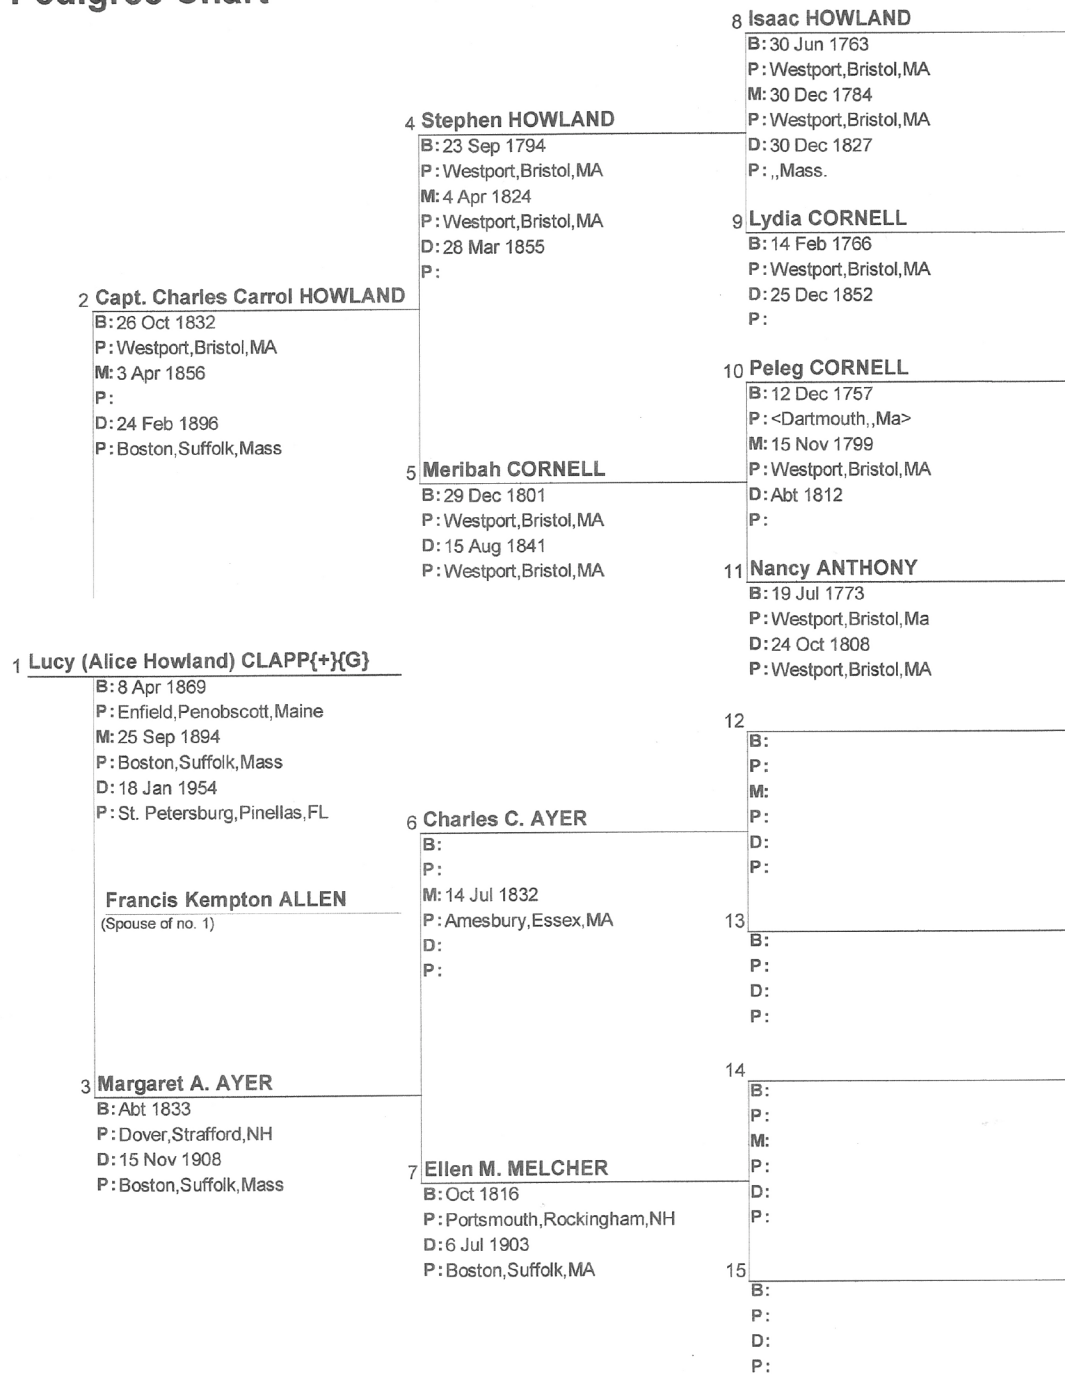 Pedigree Chart
8 Isaac HOWLAND
B: 30 Jun 1763
P: Westport,Bristol,MA
M: 30 Dec 1784
P: Westport,Bristol,MA
D: 30 Dec 1827
P: ,,Mass.
4 Stephen HOWLAND
B: 23 Sep 1794
P: Westport,Bristol,MA
M: 4 Apr 1824
P: Westport,Bristol,MA
D: 28 Mar 1855
P:
9 Lydia CORNELL
B: 14 Feb 1766
P: Westport,Bristol,MA
D: 25 Dec 1852
P:
2 Capt. Charles Carrol HOWLAND
B: 26 Oct 1832
P: Westport,Bristol,MA
M: 3 Apr 1856
P:
D: 24 Feb 1896
P: Boston,Suffolk,Mass
10 Peleg CORNELL
B: 12 Dec 1757
P: <Dartmouth,,Ma>
M: 15 Nov 1799
P: Westport,Bristol,MA
D: Abt 1812
P:
5 Meribah CORNELL
B: 29 Dec 1801
P: Westport,Bristol,MA
D: 15 Aug 1841
P: Westport,Bristol,MA
11 Nancy ANTHONY
B: 19 Jul 1773
P: Westport,Bristol,Ma
D: 24 Oct 1808
P: Westport,Bristol,MA
1 Lucy (Alice Howland) CLAPP{+}{G}
B: 8 Apr 1869
P: Enfield,Penobscott,Maine
M: 25 Sep 1894
P: Boston,Suffolk,Mass
D: 18 Jan 1954
P: St. Petersburg,Pinellas,FL
Francis Kempton ALLEN
(Spouse of no. 1)
12
B:
P:
M:
P:
D:
P:
6 Charles C. AYER
B:
P:
M: 14 Jul 1832
P: Amesbury,Essex,MA
D:
P:
13
B:
P:
D:
P:
3 Margaret A. AYER
B: Abt 1833
P: Dover,Strafford,NH
D: 15 Nov 1908
P: Boston,Suffolk,Mass
14
B:
P:
M:
P:
D:
P:
7 Ellen M. MELCHER
B: Oct 1816
P: Portsmouth,Rockingham,NH
D: 6 Jul 1903
P: Boston,Suffolk,MA
15
B:
P:
D:
P: